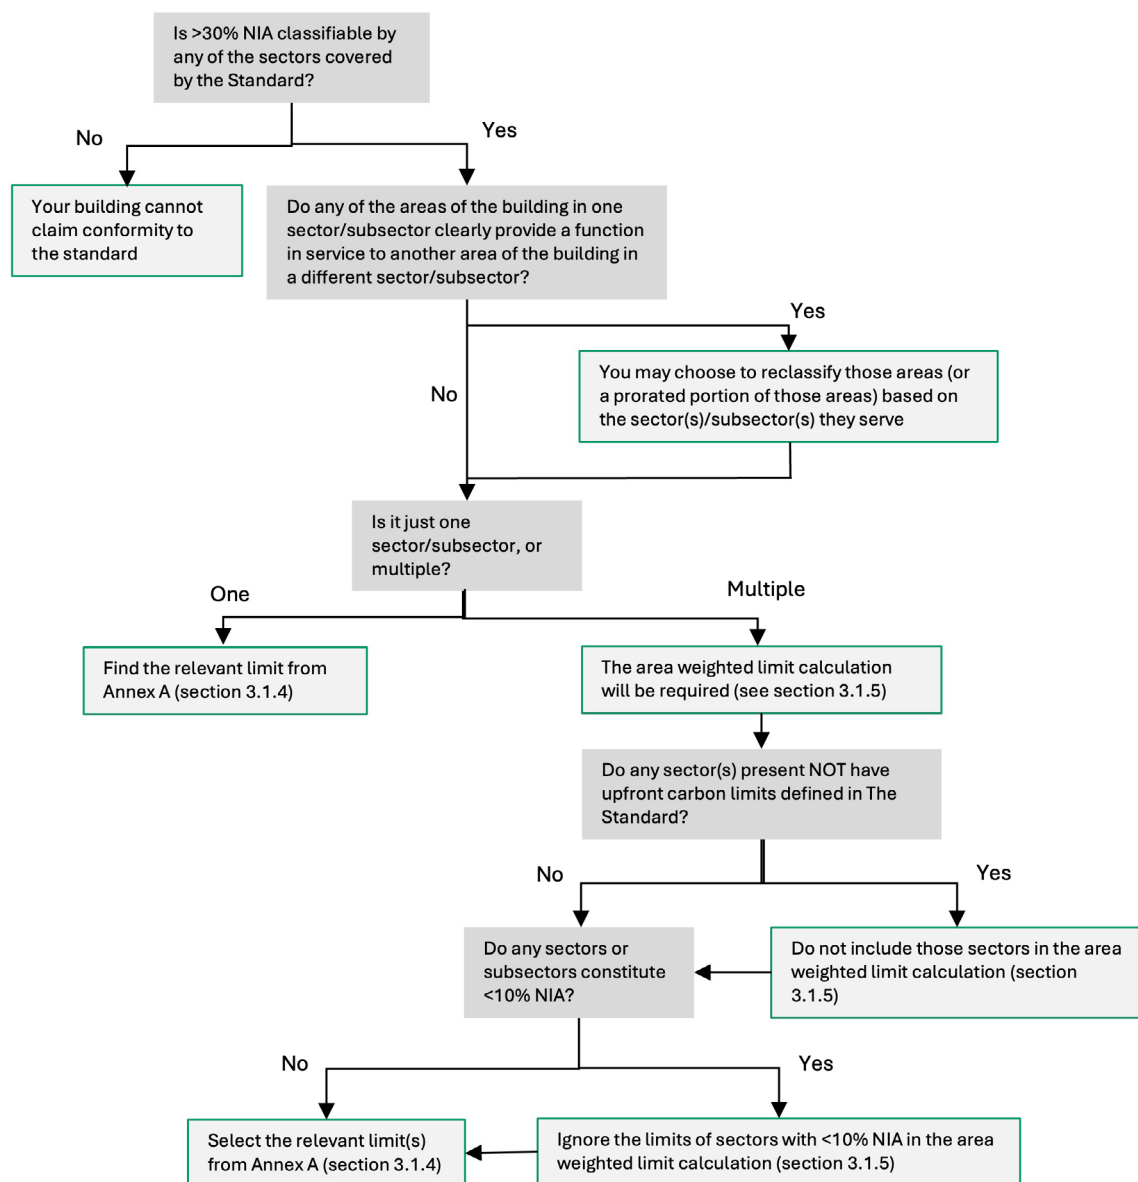 Is >30% NIA classifiable by
any of the sectors covered
by the Standard?
No
Yes
Your building cannot
claim conformity to
the standard
Do any of the areas of the building in one
sector/subsector clearly provide a function
in service to another area of the building in
a different sector/subsector?
Yes
You may choose to reclassify those areas (or
a prorated portion of those areas) based on
the sector(s)/subsector(s) they serve
No
Is it just one
sector/subsector, or
multiple?
One
Multiple
Find the relevant limit from
Annex A (section 3.1.4)
The area weighted limit calculation
will be required (see section 3.1.5)
Do any sector(s) present NOT have
upfront carbon limits defined in The
Standard?
No
Yes
Do any sectors or
subsectors constitute
<10% NIA?
Do not include those sectors in the area
weighted limit calculation (section
3.1.5)
No
Yes
Select the relevant limit(s)
from Annex A (section 3.1.4)
Ignore the limits of sectors with <10% NIA in the area
weighted limit calculation (section 3.1.5)